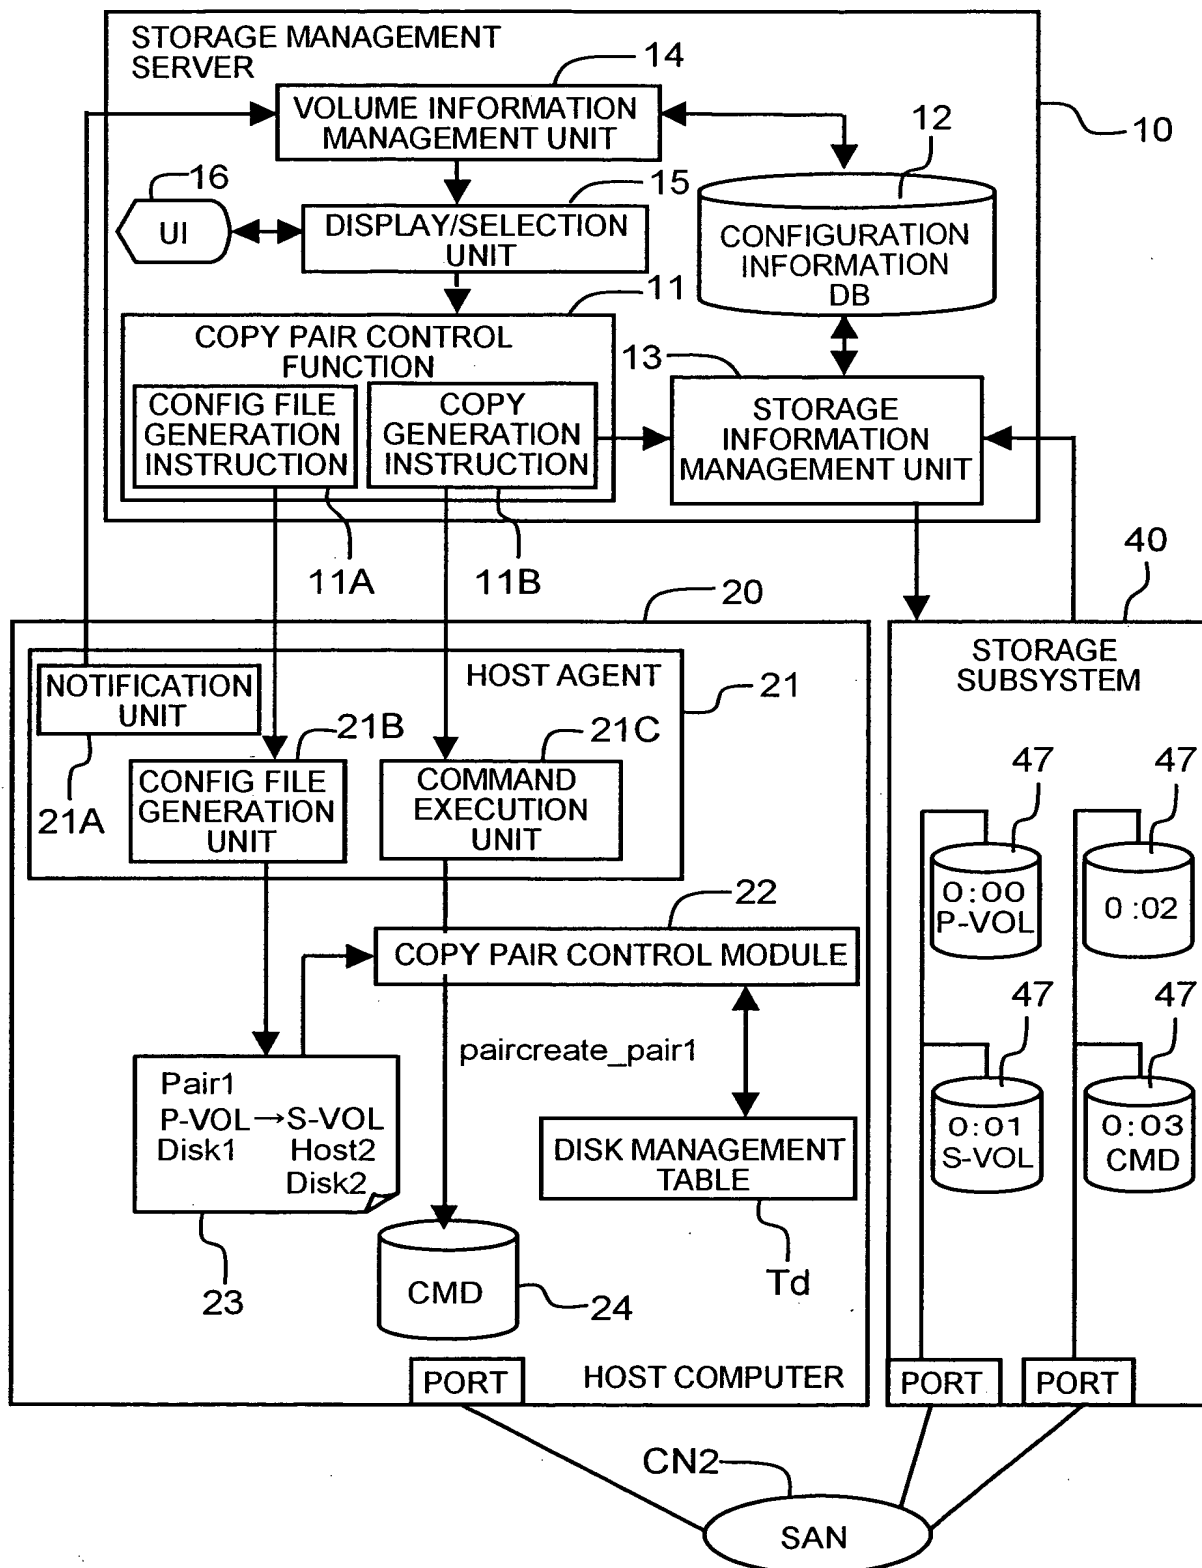 STORAGE MANAGEMENT
SERVER
14
VOLUME INFORMATION
MANAGEMENT UNIT
12
10
16
UI
15
DISPLAY/SELECTION
UNIT
CONFIGURATION
INFORMATION
DB
11
COPY PAIR CONTROL
FUNCTION
13
CONFIG FILE
GENERATION
INSTRUCTION
COPY
GENERATION
INSTRUCTION
STORAGE
INFORMATION
MANAGEMENT UNIT
11A
11B
20
40
HOST AGENT
STORAGE
SUBSYSTEM
NOTIFICATION
UNIT
21
21A
21B
21C
CONFIG FILE
GENERATION
UNIT
COMMAND
EXECUTION
UNIT
47
47
0:00
P-VOL
0:02
22
COPY PAIR CONTROL MODULE
47
47
paircreate_pair1
Pair1
P-VOL→S-VOL
Disk1 Host2
Disk2
0:01
S-VOL
0:03
CMD
DISK MANAGEMENT
TABLE
23
CMD
24
Td
PORT
HOST COMPUTER
PORT
PORT
CN2
SAN